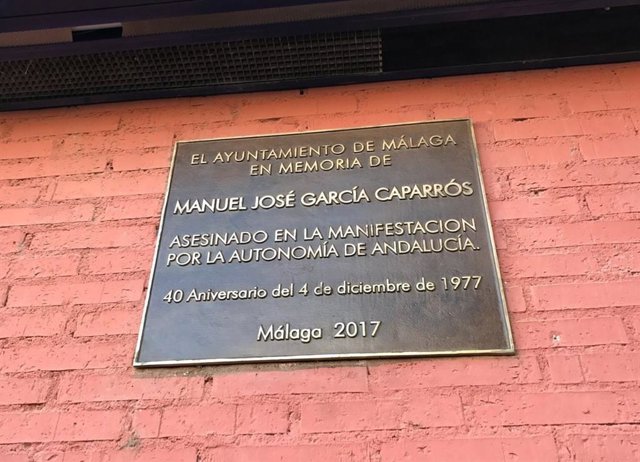 EL AYUNTAMIENTO DE MÁLAGA
EN MEMORIA DE
MANUEL JOSÉ GARCÍA CAPARRÓS
ASESINADO EN LA MANIFESTACION
POR LA AUTONOMÍA DE ANDALUCÍA.
40 Aniversario del 4 de diciembre de 1977
Málaga 2017